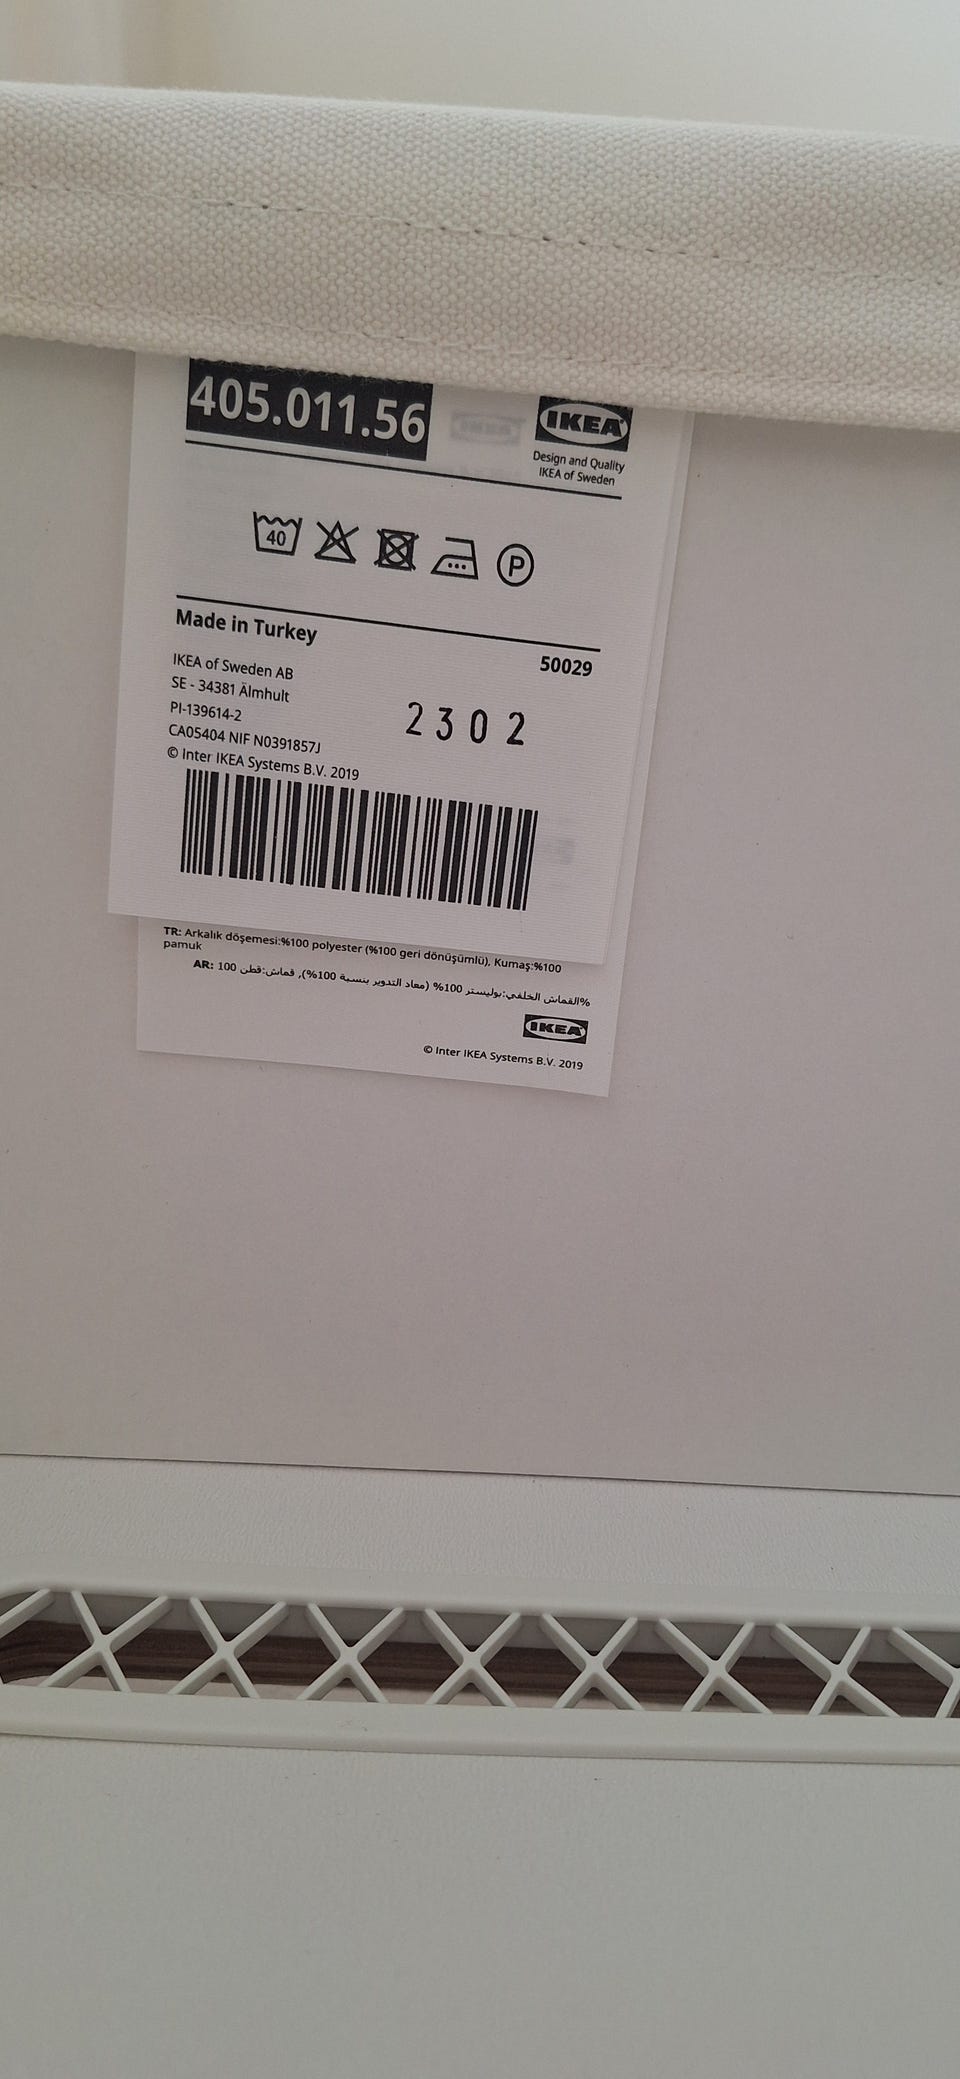 405.011.56
IKEA
Design and Quality
IKEA of Sweden
40
P
Made in Turkey
50029
IKEA of Sweden AB
SE - 34381 Älmhult
PI-139614-2
CA05404 NIF N0391857J
2302
© Inter IKEA Systems B.V. 2019
TR: Arkalık döşemesi:%100 polyester (%100 geri dönüşümlü), Kumaş:%100
pamuk
AR: 100 القماش الخلفي:بوليستر 100% (معاد التدوير بنسبة 100%), قماش:قطن%
IKEA
© Inter IKEA Systems B.V. 2019